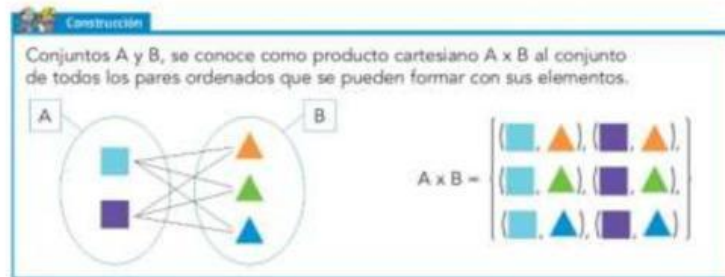 Construcción
Conjuntos A y B, se conoce como producto cartesiano A x B al conjunto
de todos los pares ordenados que se pueden formar con sus elementos.
A
B
A x B = { ( , ), ( , ),
( , ), ( , ),
( , ), ( , ) }